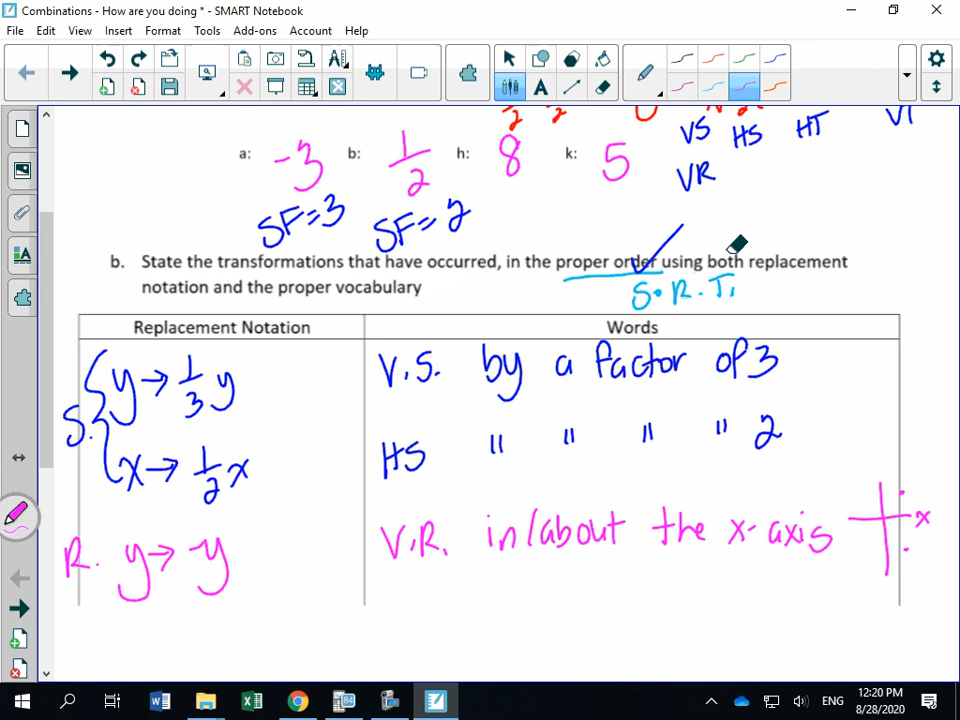 Combinations - How are you doing * - SMART Notebook
File Edit View Insert Format Tools Add-ons Account Help
VS HS HT VT
a: -3 b: 1/2 h: 8 k: 5 VR
SF=3 SF=2
b. State the transformations that have occurred, in the proper order using both replacement
notation and the proper vocabulary
S. R. T.
Replacement Notation Words
S. y→ 1/3 y V.S. by a factor of 3
x→ 1/2 x HS " " " " 2
R. y→ -y V.R. in/about the x-axis x
ENG
12:20 PM
8/28/2020